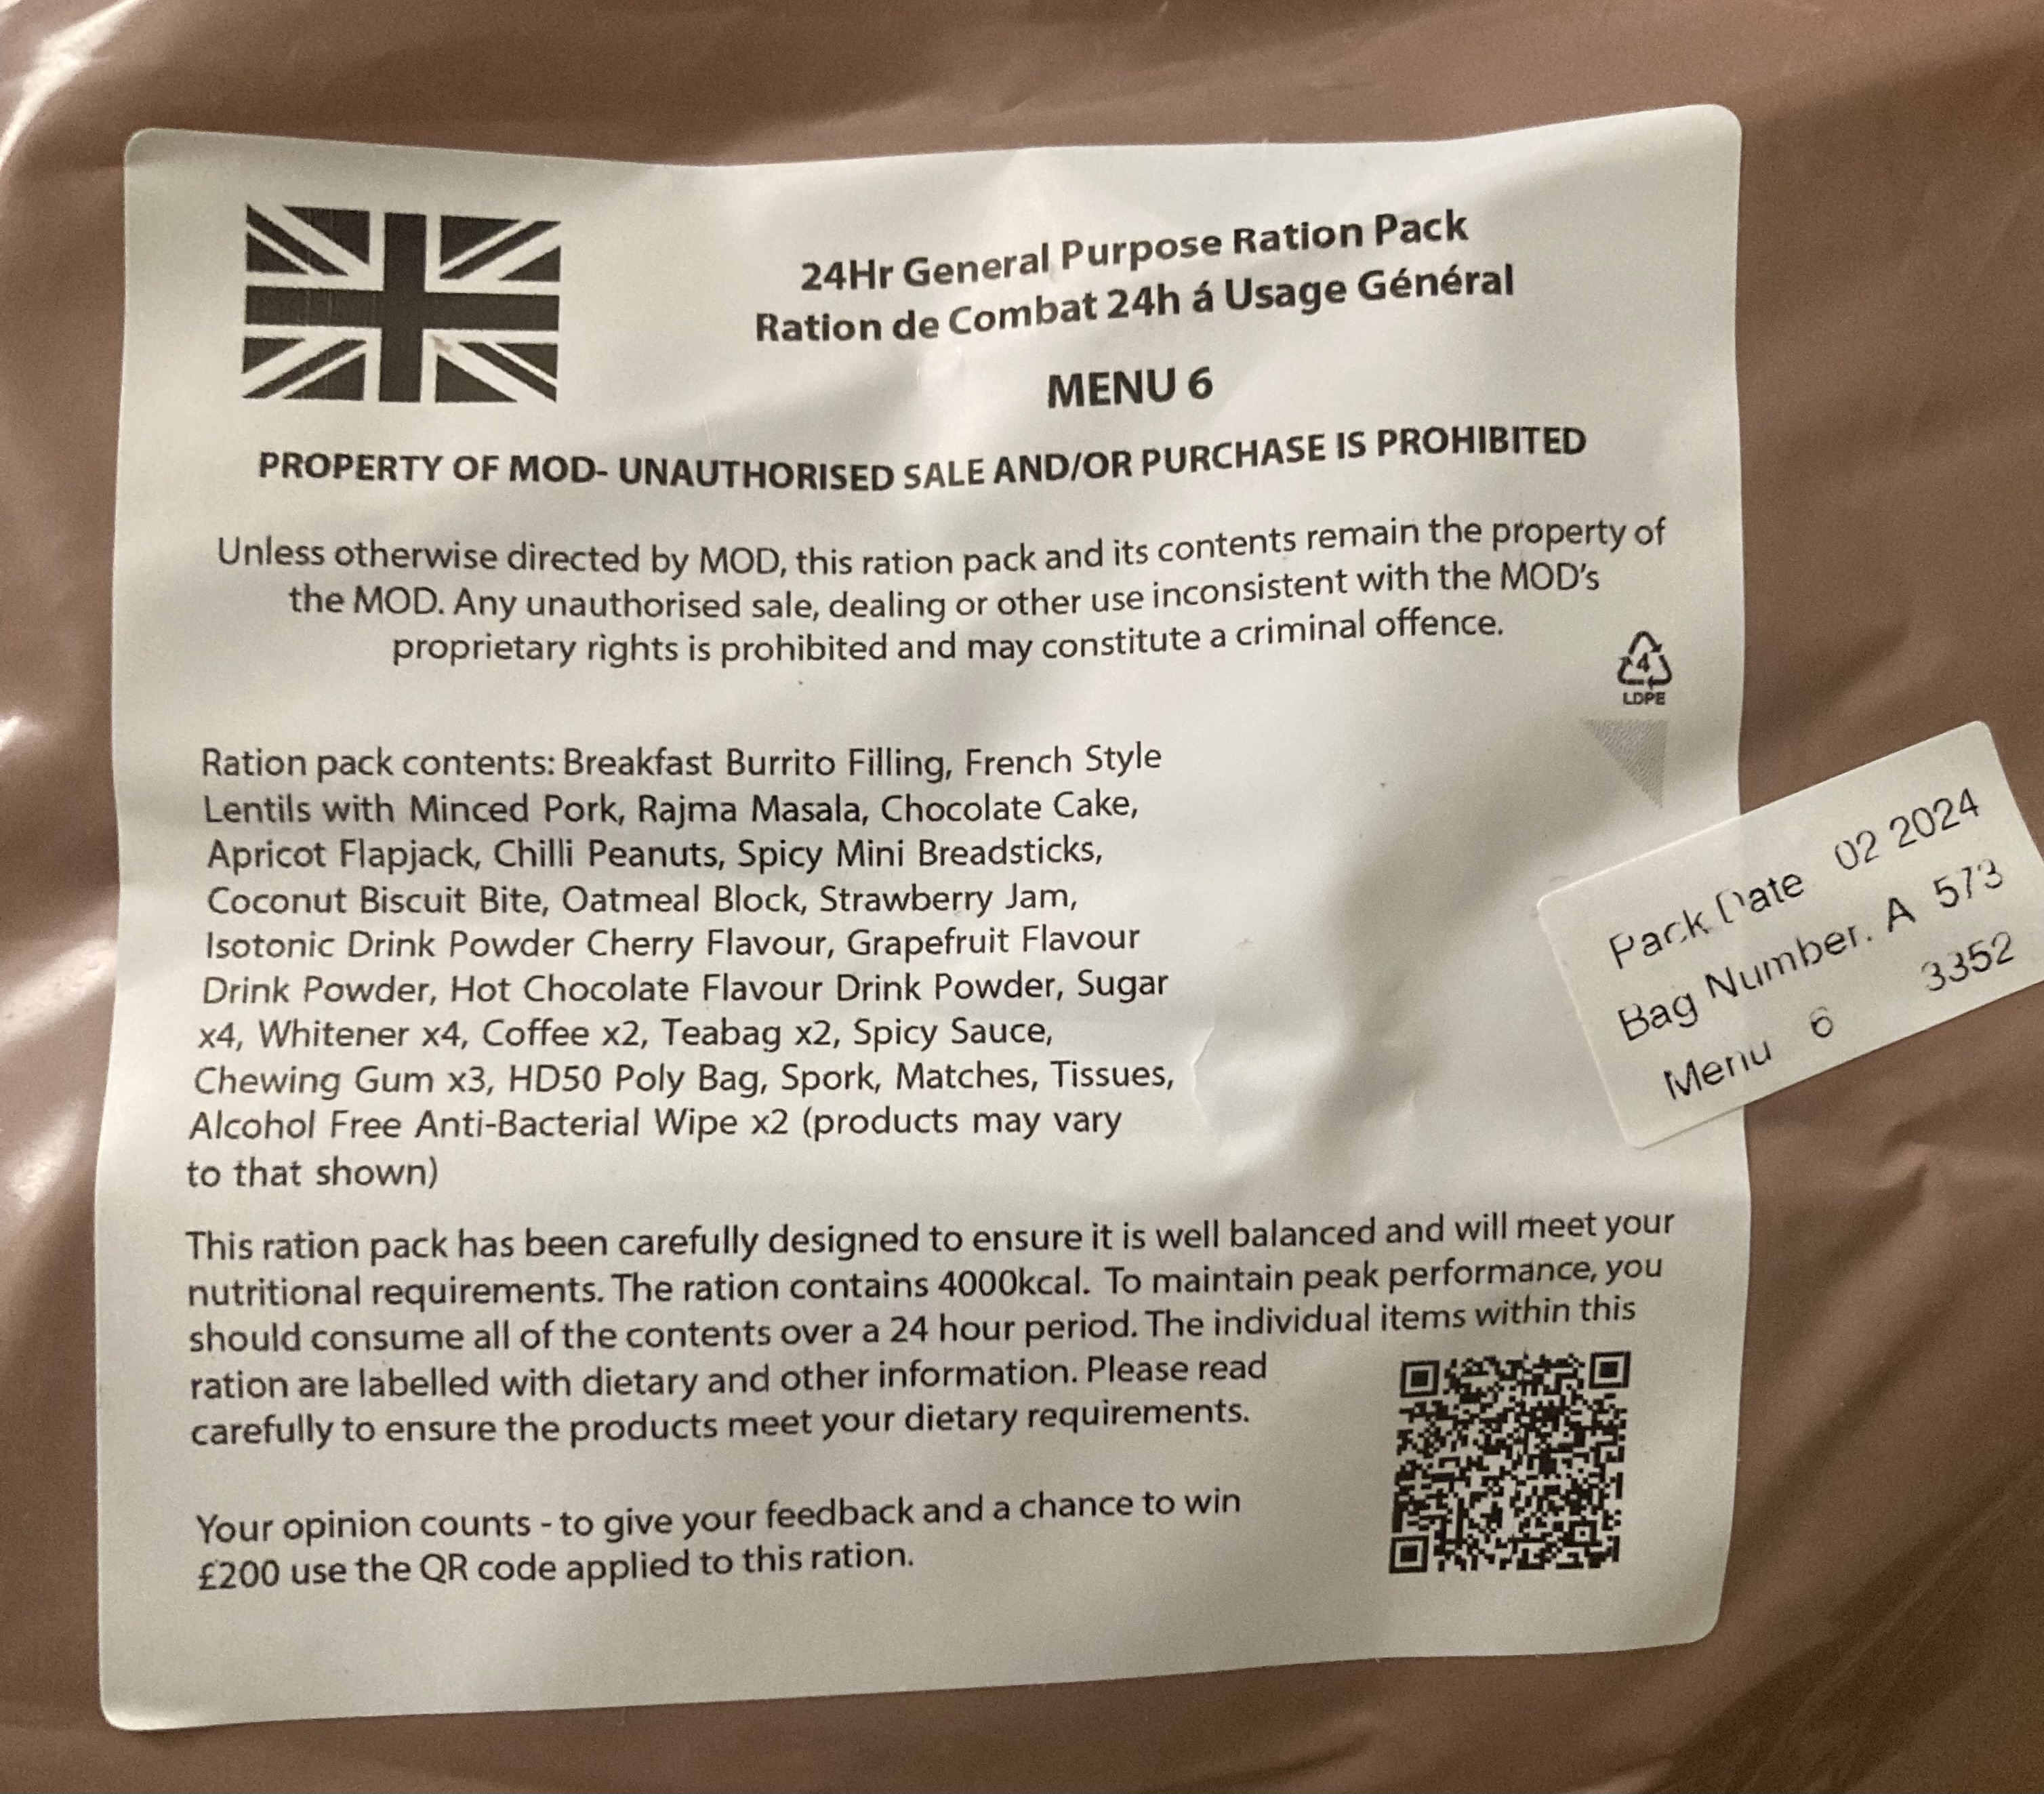 24Hr General Purpose Ration Pack
Ration de Combat 24h á Usage Général
MENU 6
PROPERTY OF MOD- UNAUTHORISED SALE AND/OR PURCHASE IS PROHIBITED
Unless otherwise directed by MOD, this ration pack and its contents remain the property of
the MOD. Any unauthorised sale, dealing or other use inconsistent with the MOD's
proprietary rights is prohibited and may constitute a criminal offence.
4
LDPE
Ration pack contents: Breakfast Burrito Filling, French Style
Lentils with Minced Pork, Rajma Masala, Chocolate Cake,
Apricot Flapjack, Chilli Peanuts, Spicy Mini Breadsticks,
Coconut Biscuit Bite, Oatmeal Block, Strawberry Jam,
Isotonic Drink Powder Cherry Flavour, Grapefruit Flavour
Drink Powder, Hot Chocolate Flavour Drink Powder, Sugar
x4, Whitener x4, Coffee x2, Teabag x2, Spicy Sauce,
Chewing Gum x3, HD50 Poly Bag, Spork, Matches, Tissues,
Alcohol Free Anti-Bacterial Wipe x2 (products may vary
to that shown)
Pack Date 02 2024
Bag Number. A 573
Menu 6 3352
This ration pack has been carefully designed to ensure it is well balanced and will meet your
nutritional requirements. The ration contains 4000kcal. To maintain peak performance, you
should consume all of the contents over a 24 hour period. The individual items within this
ration are labelled with dietary and other information. Please read
carefully to ensure the products meet your dietary requirements.
Your opinion counts - to give your feedback and a chance to win
£200 use the QR code applied to this ration.